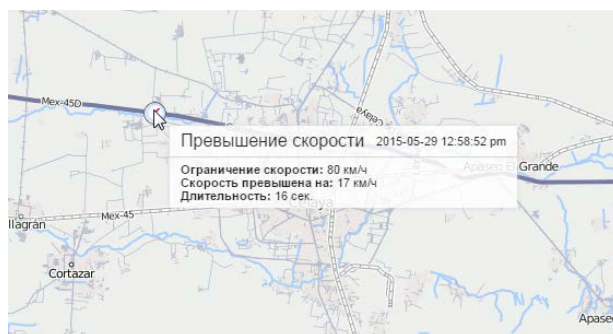 Mex-45D
Celaya
Превышение скорости 2015-05-29 12:58:52 pm
Ограничение скорости: 80 км/ч
Скорость превышена на: 17 км/ч
Длительность: 16 сек.
Apaseo El Grande
Mex-45
llagrán
Cortazar
Apase